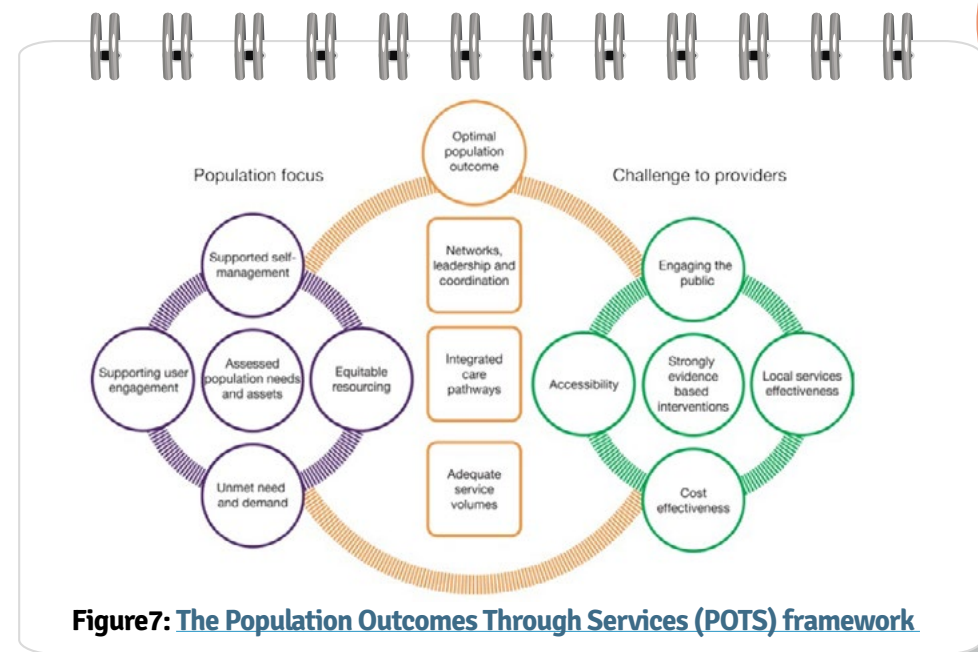 Optimal
population
outcome
Population focus
Challenge to providers
Supported self-
management
Networks,
leadership and
coordination
Engaging the
public
Supporting user
engagement
Assessed
population needs
and assets
Equitable
resourcing
Integrated
care
pathways
Accessibility
Strongly
evidence
based
interventions
Local services
effectiveness
Unmet need
and demand
Adequate
service
volumes
Cost
effectiveness
Figure7: The Population Outcomes Through Services (POTS) framework